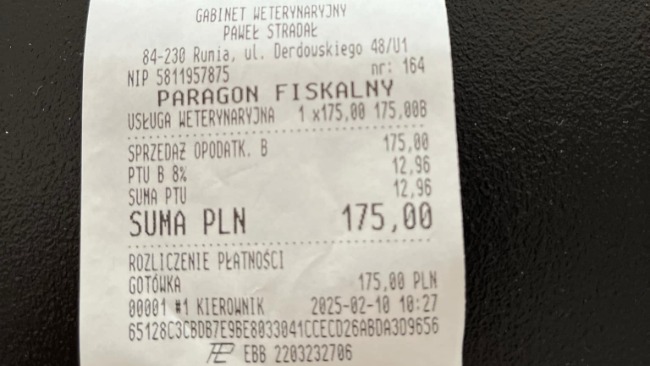 GABINET WETERYNARYJNY
PAWEŁ STRADAŁ
84-230 Rumia, ul. Derdowskiego 48/U1
NIP 5811957875 nr: 164
PARAGON FISKALNY
USŁUGA WETERYNARYJNA 1 x175,00 175,00B
SPRZEDAŻ OPODATK. B 175,00
PTU B 8% 12,96
SUMA PTU 12,96
SUMA PLN 175,00
ROZLICZENIE PŁATNOŚCI
GOTÓWKA 175,00 PLN
00001 #1 KIEROWNIK 2025-02-10 10:27
65128C3CBDB7E9BE8033041CCECD26ABDA3D9656
EBB 2203232706